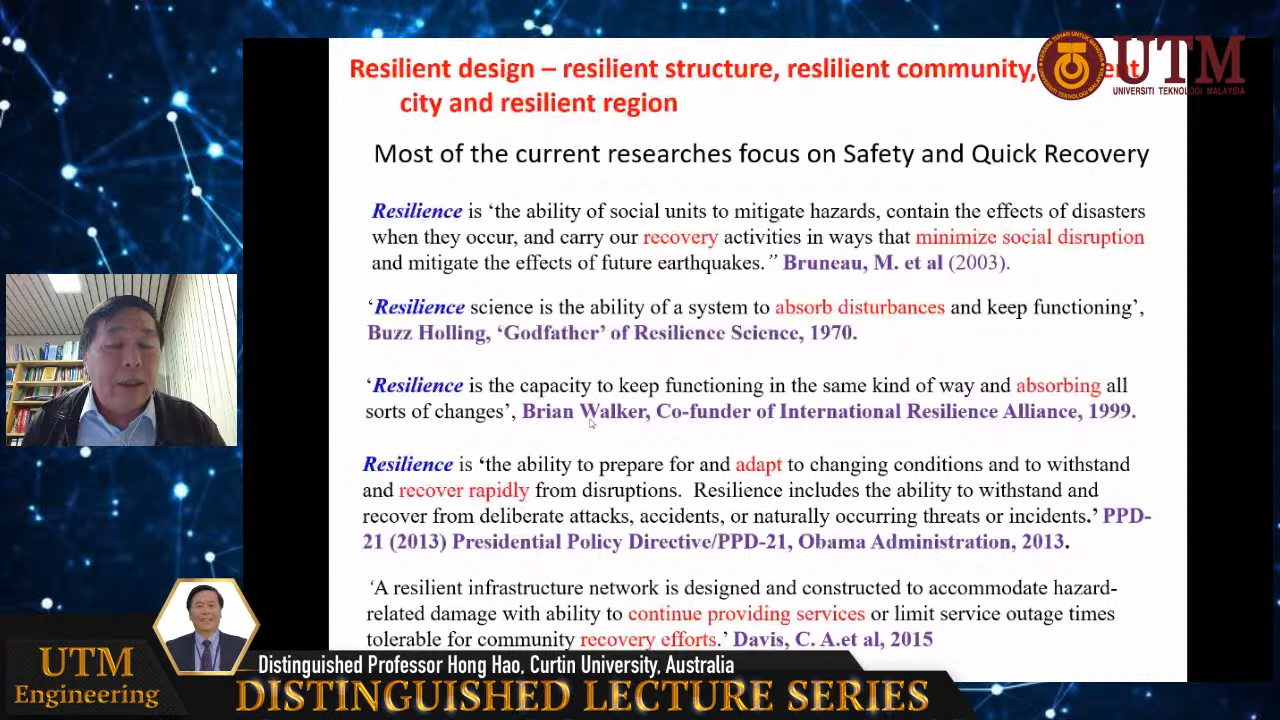 Resilient design – resilient structure, reslilient community,
city and resilient region
UTM
UNIVERSITI TEKNOLOGI MALAYSIA
Most of the current researches focus on Safety and Quick Recovery
Resilience is ‘the ability of social units to mitigate hazards, contain the effects of disasters
when they occur, and carry our recovery activities in ways that minimize social disruption
and mitigate the effects of future earthquakes.” Bruneau, M. et al (2003).
‘Resilience science is the ability of a system to absorb disturbances and keep functioning’,
Buzz Holling, ‘Godfather’ of Resilience Science, 1970.
‘Resilience is the capacity to keep functioning in the same kind of way and absorbing all
sorts of changes’, Brian Walker, Co-funder of International Resilience Alliance, 1999.
Resilience is ‘the ability to prepare for and adapt to changing conditions and to withstand
and recover rapidly from disruptions. Resilience includes the ability to withstand and
recover from deliberate attacks, accidents, or naturally occurring threats or incidents.’ PPD-
21 (2013) Presidential Policy Directive/PPD-21, Obama Administration, 2013.
‘A resilient infrastructure network is designed and constructed to accommodate hazard-
related damage with ability to continue providing services or limit service outage times
tolerable for community recovery efforts.’ Davis, C. A.et al, 2015
UTM
Engineering
Distinguished Professor Hong Hao, Curtin University, Australia
DISTINGUISHED LECTURE SERIES